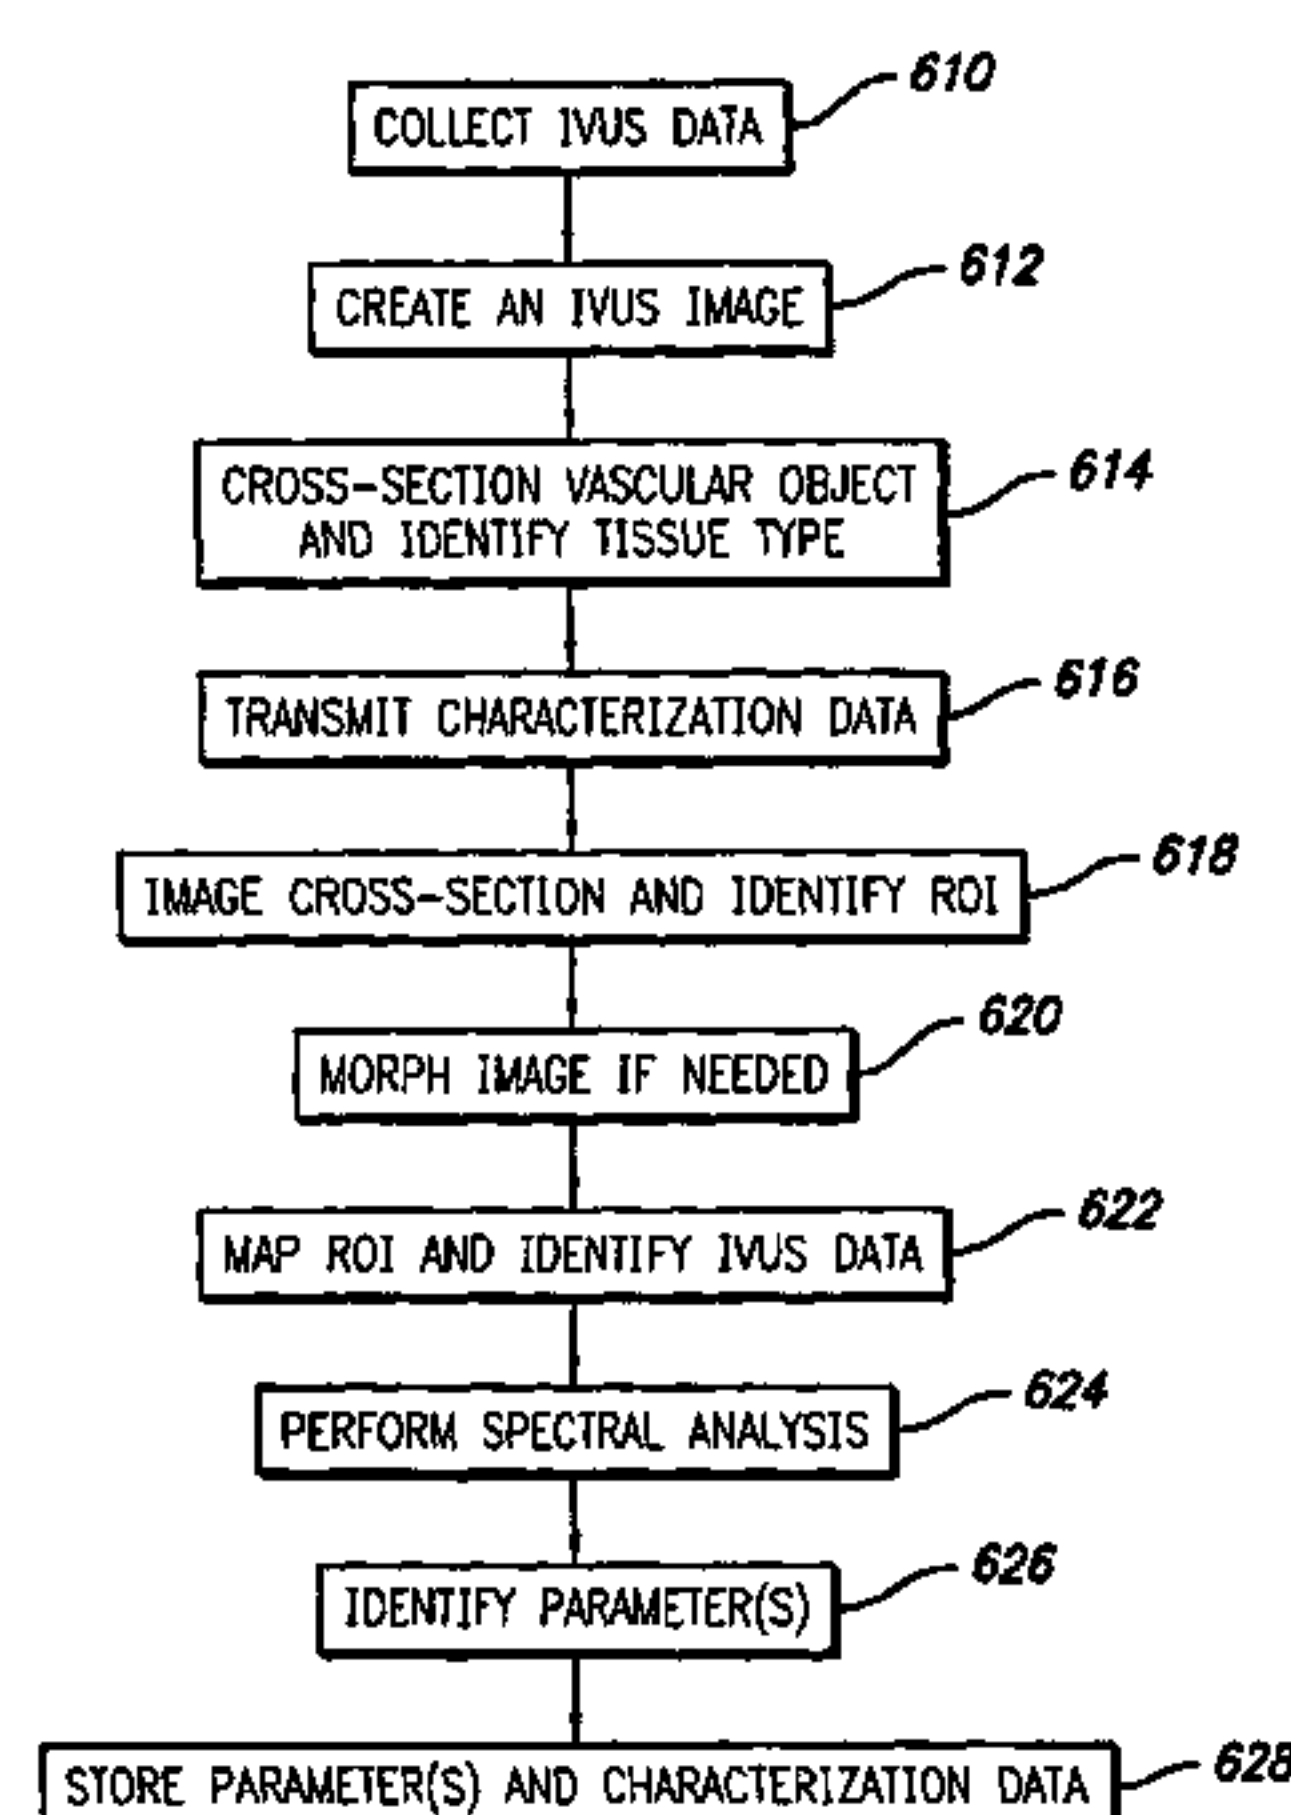 610
COLLECT IVUS DATA
612
CREATE AN IVUS IMAGE
614
CROSS-SECTION VASCULAR OBJECT
AND IDENTIFY TISSUE TYPE
616
TRANSMIT CHARACTERIZATION DATA
618
IMAGE CROSS-SECTION AND IDENTIFY ROI
620
MORPH IMAGE IF NEEDED
622
MAP ROI AND IDENTIFY IVUS DATA
624
PERFORM SPECTRAL ANALYSIS
626
IDENTIFY PARAMETER(S)
628
STORE PARAMETER(S) AND CHARACTERIZATION DATA